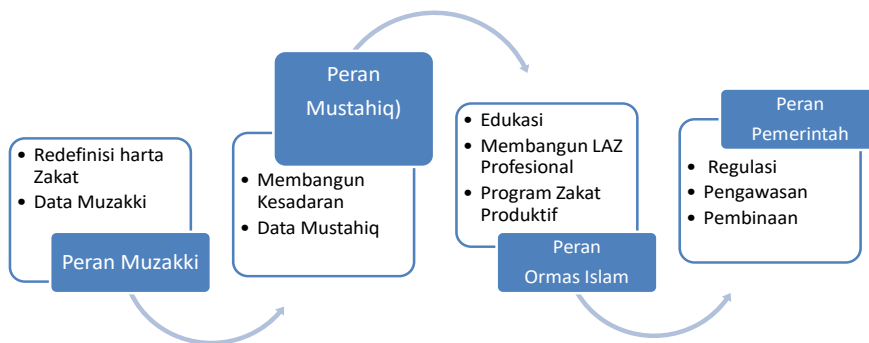 • Redefinisi harta
Zakat
• Data Muzakki
Peran Muzakki
Peran
Mustahiq)
• Membangun
Kesadaran
• Data Mustahiq
• Edukasi
• Membangun LAZ
Profesional
• Program Zakat
Produktif
Peran
Ormas Islam
Peran
Pemerintah
• Regulasi
• Pengawasan
• Pembinaan